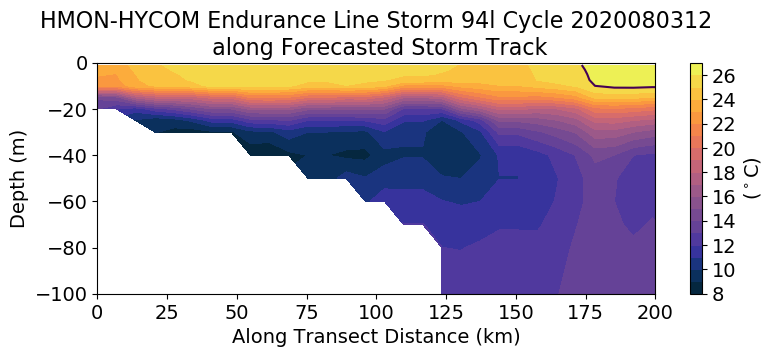 HMON-HYCOM Endurance Line Storm 94l Cycle 2020080312
along Forecasted Storm Track
0
−20
−40
−60
−80
−100
Depth (m)
0 25 50 75 100 125 150 175 200
Along Transect Distance (km)
26
24
22
20
18
16
14
12
10
8
(∘C)